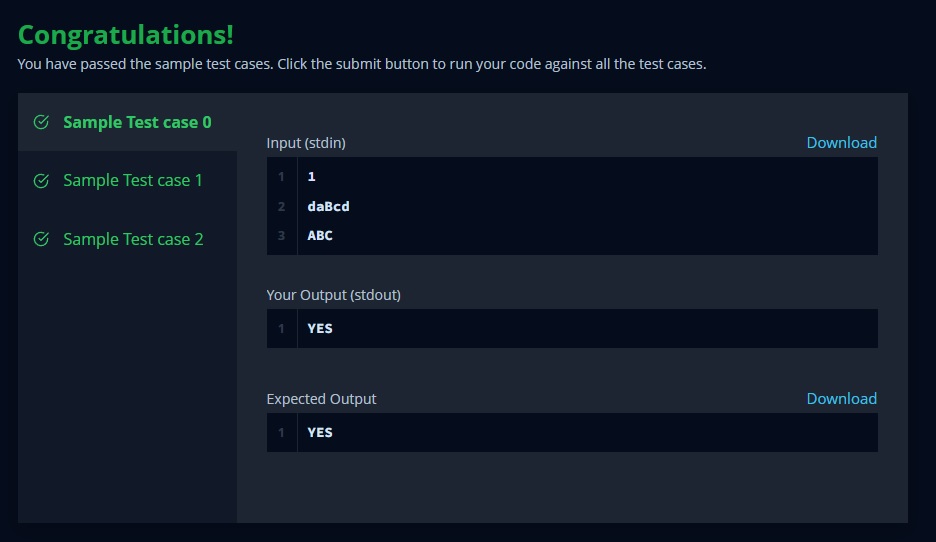 Congratulations!
You have passed the sample test cases. Click the submit button to run your code against all the test cases.
Sample Test case 0
Sample Test case 1
Sample Test case 2
Input (stdin)
Download
1 1
2 daBcd
3 ABC
Your Output (stdout)
1 YES
Expected Output
Download
1 YES